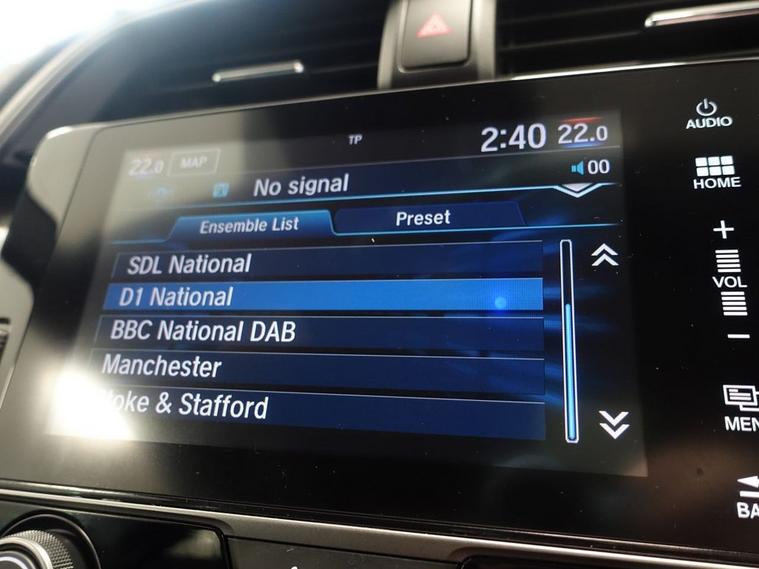 TP 2:40 22.0
22.0 MAP
No signal 00
Ensemble List Preset
SDL National
D1 National
BBC National DAB
Manchester
oke & Stafford
AUDIO
HOME
+
VOL
−
MEN
BA